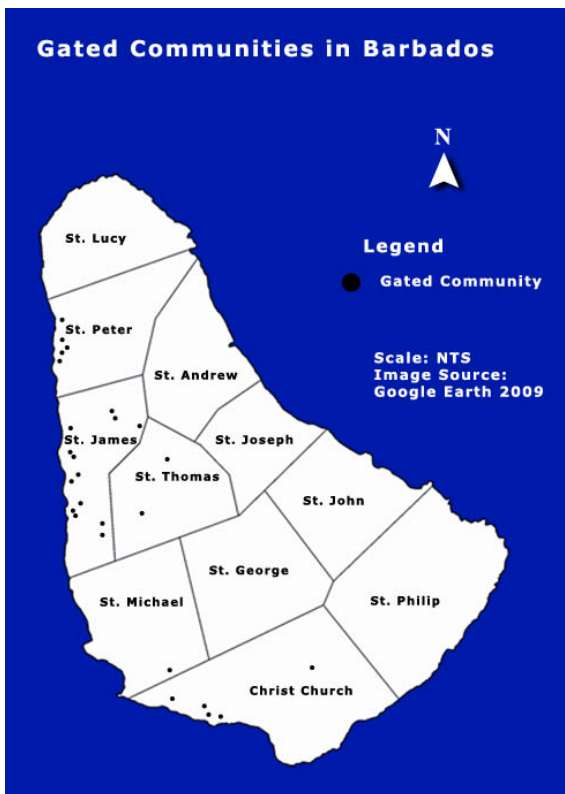 Gated Communities in Barbados
N
St. Lucy
Legend
Gated Community
St. Peter
Scale: NTS
Image Source:
Google Earth 2009
St. Andrew
St. James
St. Joseph
St. Thomas
St. John
St. George
St. Michael
St. Philip
Christ Church